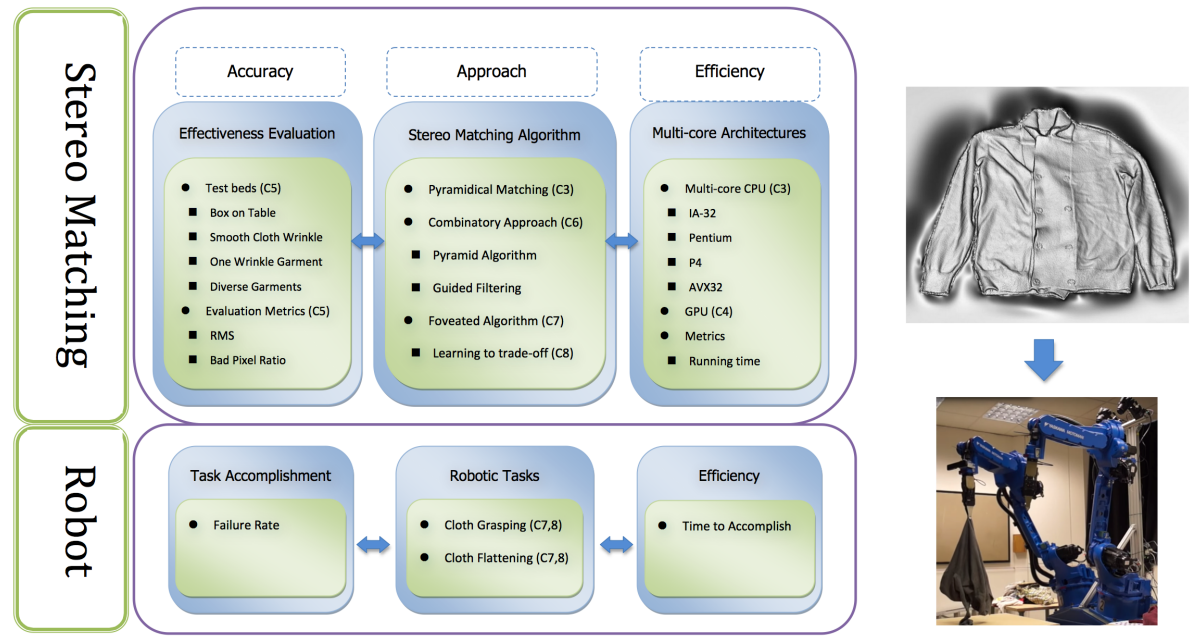 Stereo Matching
Accuracy
Approach
Efficiency
Effectiveness Evaluation
Test beds (C5)
Box on Table
Smooth Cloth Wrinkle
One Wrinkle Garment
Diverse Garments
Evaluation Metrics (C5)
RMS
Bad Pixel Ratio
Stereo Matching Algorithm
Pyramidical Matching (C3)
Combinatory Approach (C6)
Pyramid Algorithm
Guided Filtering
Foveated Algorithm (C7)
Learning to trade-off (C8)
Multi-core Architectures
Multi-core CPU (C3)
IA-32
Pentium
P4
AVX32
GPU (C4)
Metrics
Running time
Robot
Task Accomplishment
Failure Rate
Robotic Tasks
Cloth Grasping (C7,8)
Cloth Flattening (C7,8)
Efficiency
Time to Accomplish